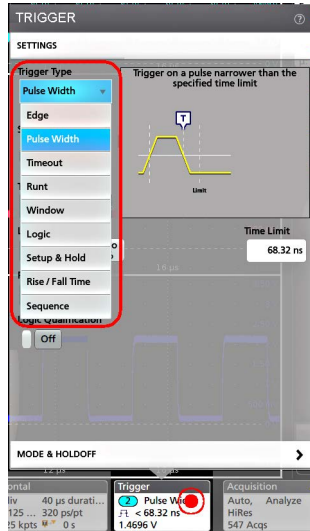 TRIGGER
?
SETTINGS
Trigger Type
Pulse Width
Trigger on a pulse narrower than the
specified time limit
T
Limit
Edge
Pulse Width
Timeout
Runt
Window
Logic
Setup & Hold
Rise / Fall Time
Sequence
Time Limit
68.32 ns
16 µs
Logic Qualification
Off
MODE & HOLDOFF
Trigger
Acquisition
40 µs durati...
2 Pulse
Auto, Analyze
125 ... 320 ps/pt
< 68.32 ns
HiRes
kpts 0 s
1.4696 V
547 Acqs